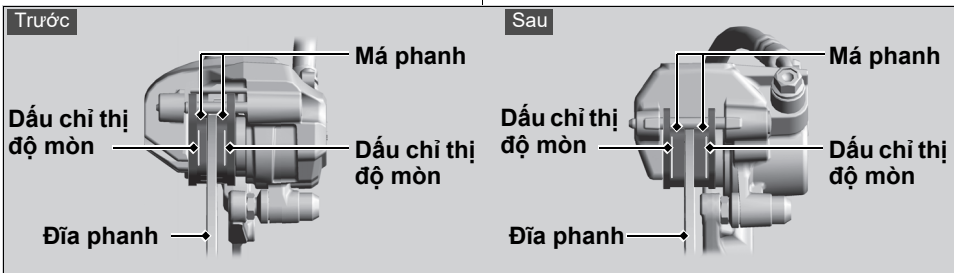 Trước
Má phanh
Dấu chỉ thị
độ mòn
Dấu chỉ thị
độ mòn
Đĩa phanh
Sau
Má phanh
Dấu chỉ thị
độ mòn
Dấu chỉ thị
độ mòn
Đĩa phanh